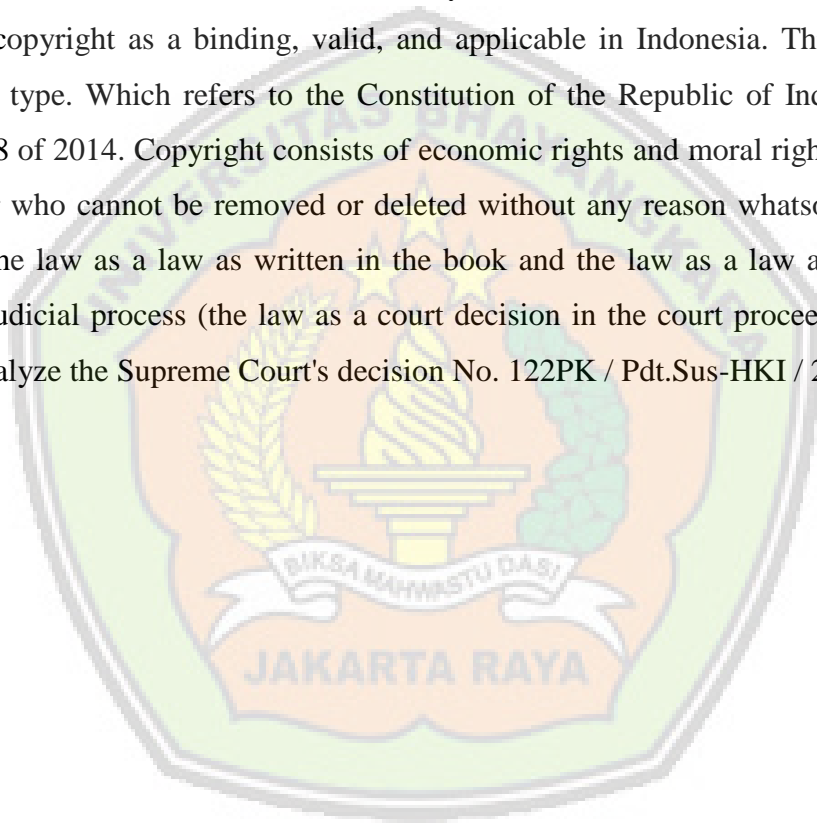 copyright as a binding, valid, and applicable in Indonesia. Th
type. Which refers to the Constitution of the Republic of Ind
8 of 2014. Copyright consists of economic rights and moral righ
who cannot be removed or deleted without any reason whatso
he law as a law as written in the book and the law as a law a
udicial process (the law as a court decision in the court procee
alyze the Supreme Court's decision No. 122PK / Pdt.Sus-HKI / 2
UNIVERSITAS BHAYANGKARA
BIKSA MAHWASTU DASI
JAKARTA RAYA